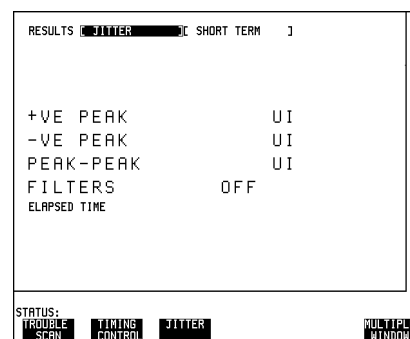 RESULTS [ JITTER ][ SHORT TERM ]
+VE PEAK UI
-VE PEAK UI
PEAK-PEAK UI
FILTERS OFF
ELAPSED TIME
STATUS:
TROUBLE SCAN
TIMING CONTROL
JITTER
MULTIPL WINDOW